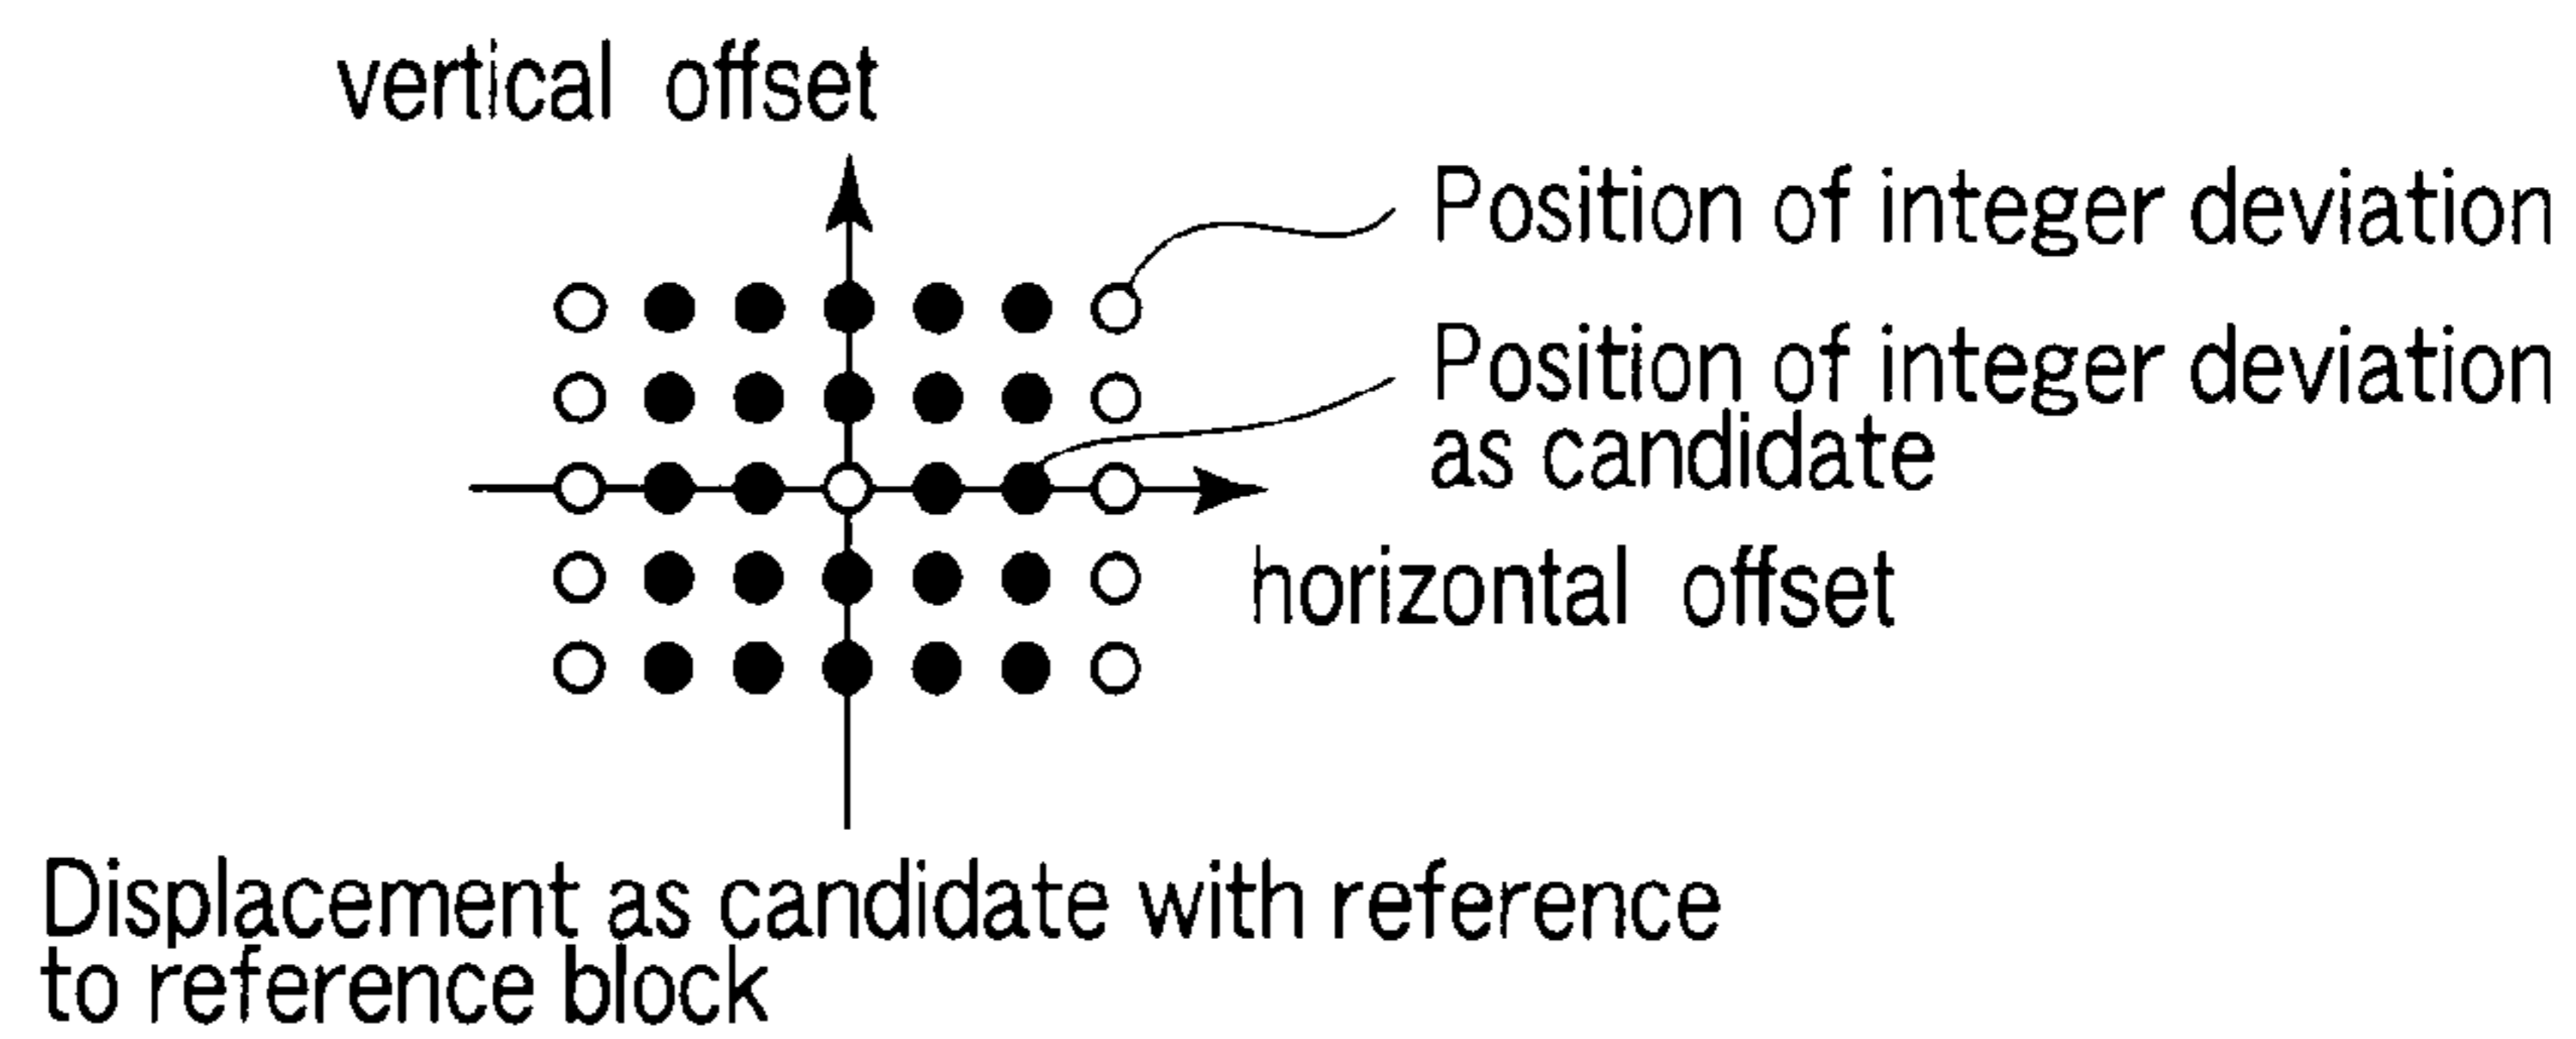 vertical offset
Position of integer deviation
Position of integer deviation
as candidate
horizontal offset
Displacement as candidate with reference
to reference block